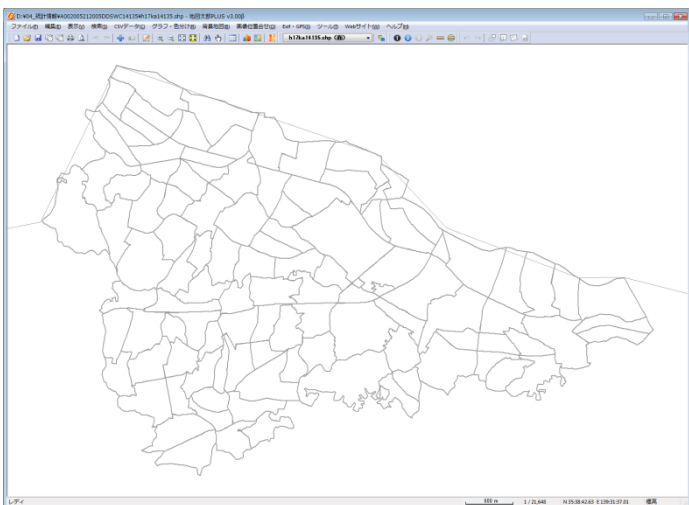 D:¥04_統計情報¥A002005212005DDSWC14135¥h17ka14135.shp - 地図太郎PLUS v3.00β
ファイル(F) 編集(E) 表示(V) 検索(S) CSVデータ(C) グラフ・色分け(B) 背景地図(B) 画像位置合せ(G) Exif・GPS(J) ツール(T) Webサイト(W) ヘルプ(H)
h17ka14135.shp (面)
レディ 600 m 1 / 21,648 N 35:38:42.63 E 139:31:37.01 標高